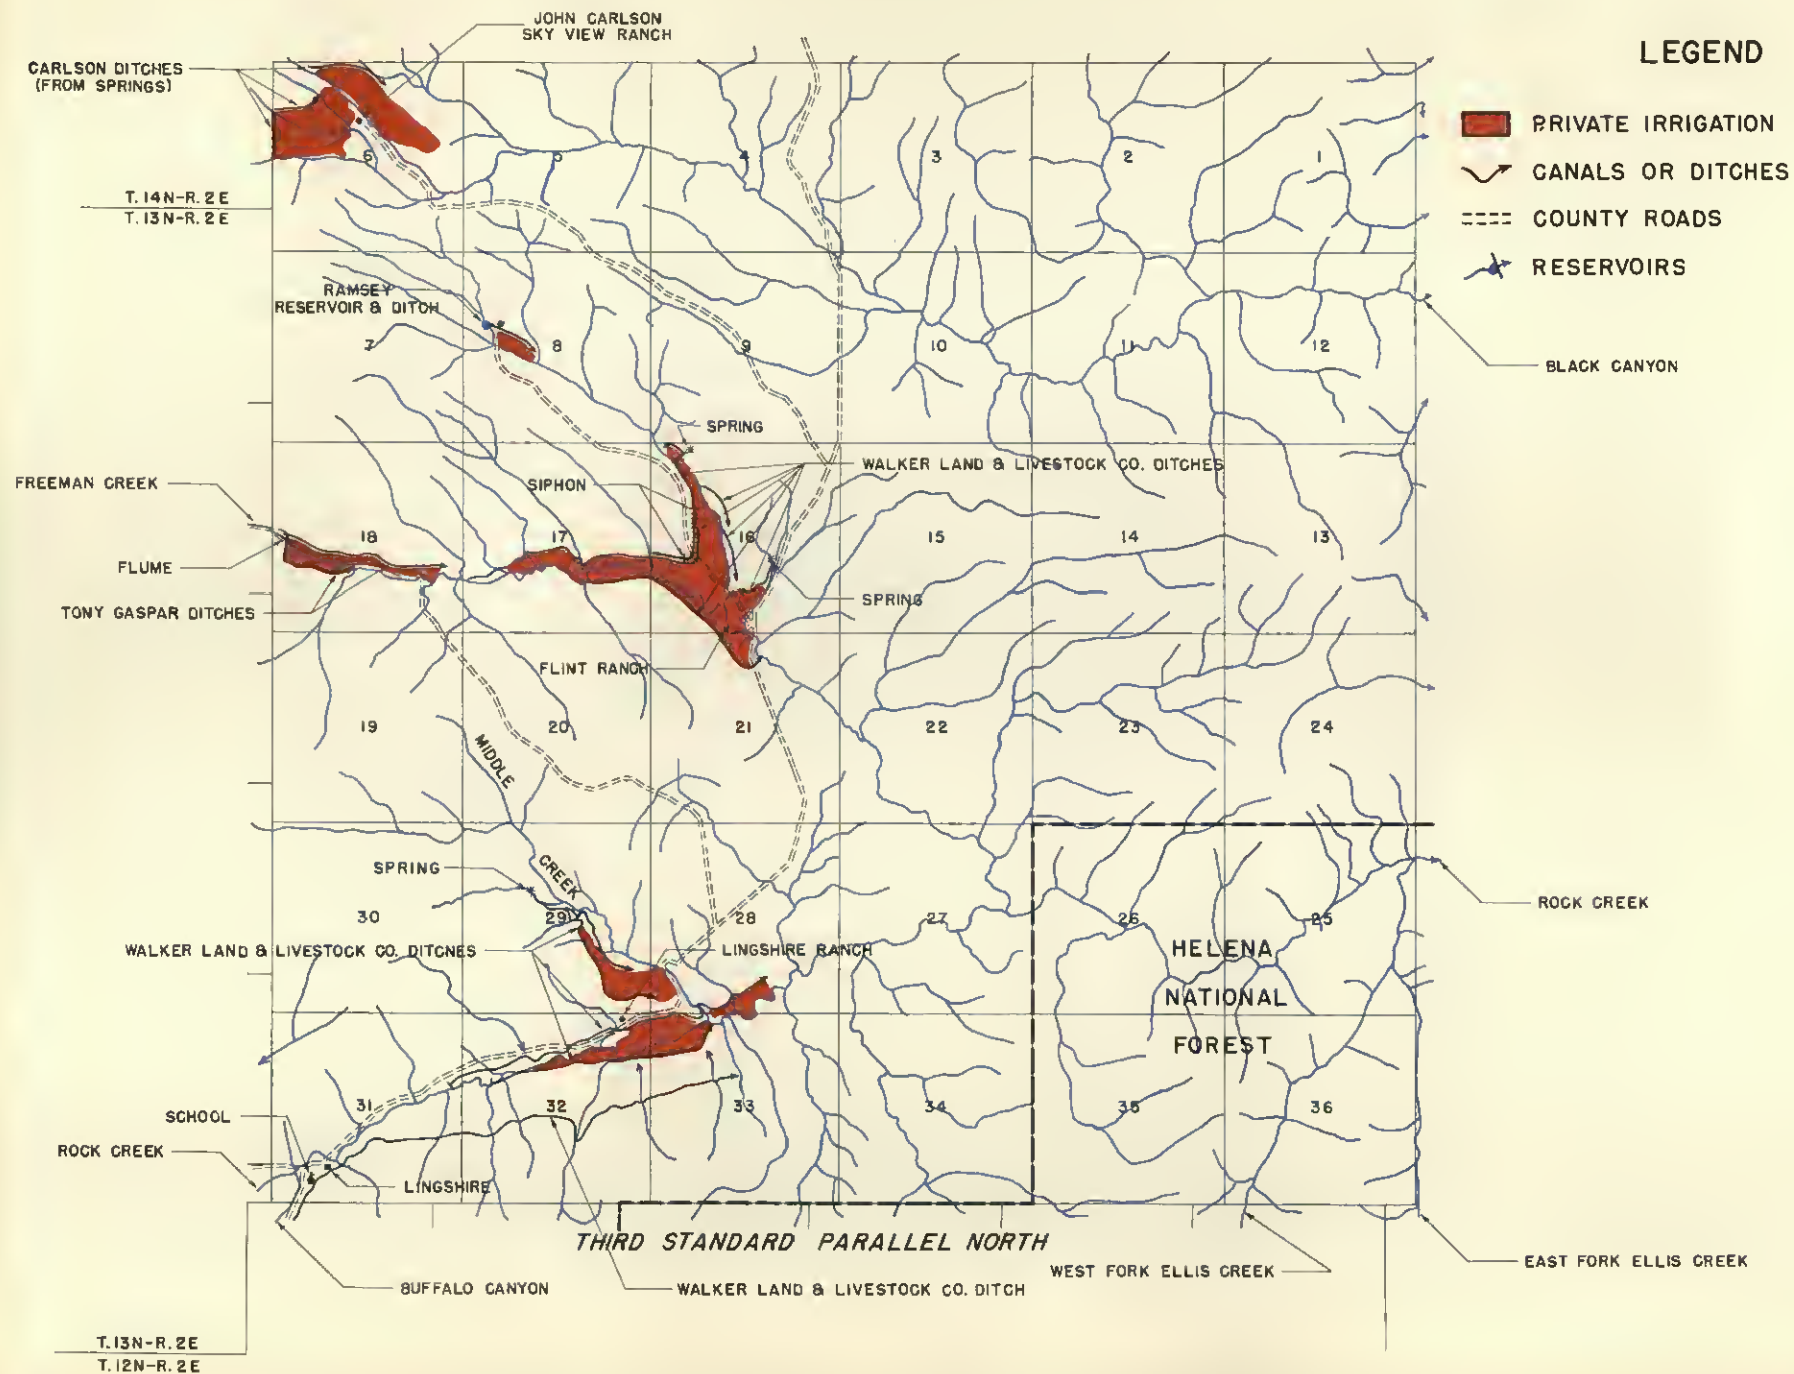 JOHN CARLSON
SKY VIEW RANCH
LEGEND
CARLSON DITCHES
(FROM SPRINGS)
PRIVATE IRRIGATION
CANALS OR DITCHES
COUNTY ROADS
RESERVOIRS
6
5
4
3
2
1
T. 14N-R. 2E
T. 13N-R. 2E
RAMSEY
RESERVOIR & DITCH
7
8
9
10
11
12
BLACK CANYON
SPRING
WALKER LAND & LIVESTOCK CO. DITCHES
FREEMAN CREEK
SIPHON
18
17
16
15
14
13
FLUME
SPRING
TONY GASPAR DITCHES
FLINT RANCH
19
20
21
22
23
24
MIDDLE
CREEK
SPRING
ROCK CREEK
30
29
28
27
26
25
WALKER LAND & LIVESTOCK CO. DITCNES
LINGSHIRE RANCH
HELENA
NATIONAL
FOREST
31
32
33
34
35
36
SCHOOL
ROCK CREEK
LINGSHIRE
THIRD STANDARD PARALLEL NORTH
EAST FORK ELLIS CREEK
WEST FORK ELLIS CREEK
BUFFALO CANYON
WALKER LAND & LIVESTOCK CO. DITCH
T. 13N-R. 2E
T. 12N-R. 2E